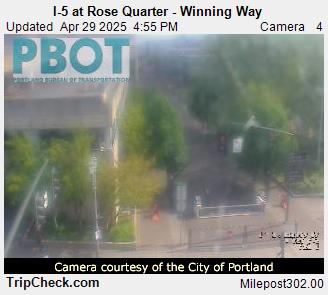 I-5 at Rose Quarter - Winning Way
Updated Apr 29 2025 4:55 PM Camera 4
PBOT
PORTLAND BUREAU OF TRANSPORTATION
Camera courtesy of the City of Portland
TripCheck.com Milepost302.00